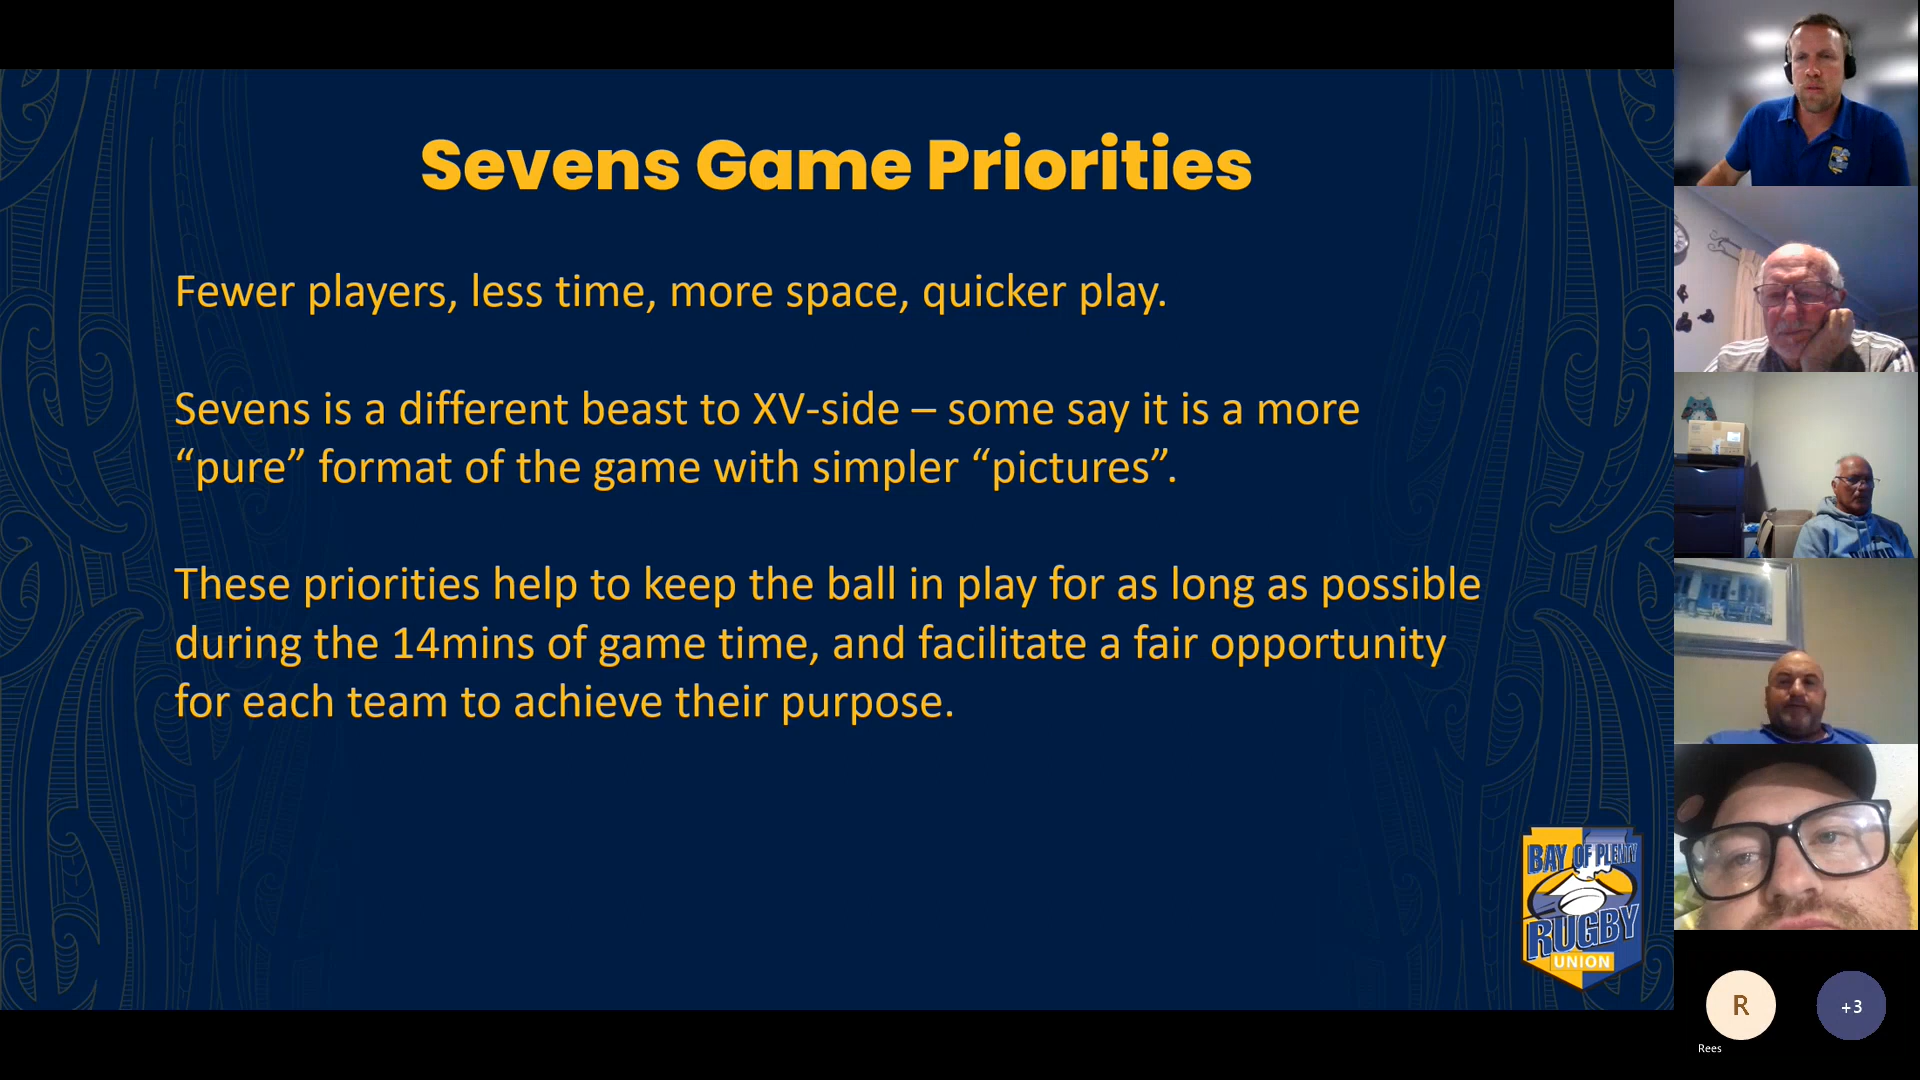 Sevens Game Priorities
Fewer players, less time, more space, quicker play.
Sevens is a different beast to XV-side – some say it is a more
“pure” format of the game with simpler “pictures”.
These priorities help to keep the ball in play for as long as possible
during the 14mins of game time, and facilitate a fair opportunity
for each team to achieve their purpose.
BAY OF PLENTY
RUGBY
UNION
R
+3
Rees